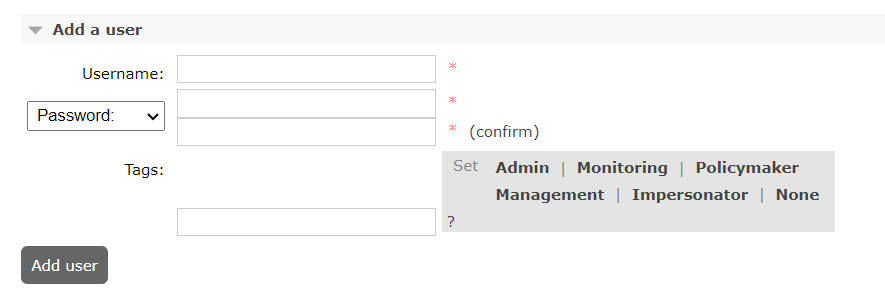 Add a user
Username: *
Password: *
* (confirm)
Tags: Set Admin | Monitoring | Policymaker
Management | Impersonator | None
?
Add user